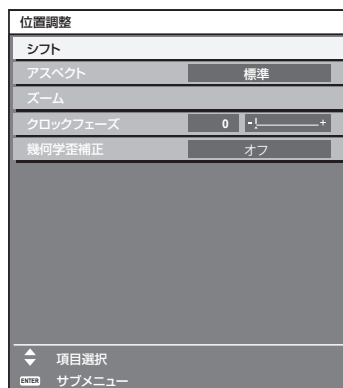 位置調整
シフト
アスペクト 標準
ズーム
クロックフェーズ 0 - +
幾何学歪補正 オフ
項目選択
ENTER サブメニュー